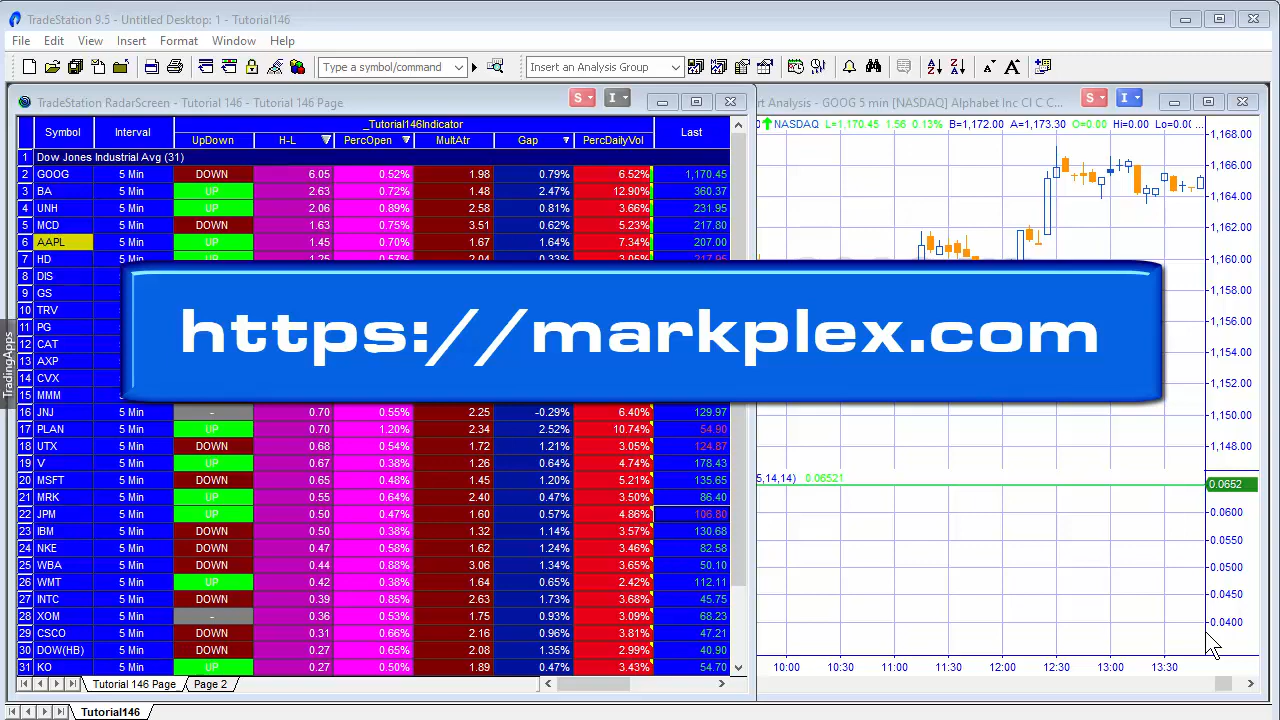 TradeStation 9.5 - Untitled Desktop: 1 - Tutorial146
File Edit View Insert Format Window Help
Type a symbol/command Insert an Analysis Group
TradeStation RadarScreen - Tutorial 146 - Tutorial 146 Page S I
Symbol Interval _Tutorial146Indicator Last
UpDown H-L PercOpen MultAtr Gap PercDailyVol
1 Dow Jones Industrial Avg (31)
2 GOOG 5 Min DOWN 6.05 0.52% 1.98 0.79% 6.52% 1,170.45
3 BA 5 Min UP 2.63 0.72% 1.48 2.47% 12.90% 360.37
4 UNH 5 Min UP 2.06 0.89% 2.58 0.81% 3.66% 231.95
5 MCD 5 Min DOWN 1.63 0.75% 3.51 0.62% 5.23% 217.80
6 AAPL 5 Min UP 1.45 0.70% 1.67 1.64% 7.34% 207.00
7 HD 5 Min UP 1.25 0.57% 2.04 0.33% 3.05% 217.95
8 DIS
9 GS
10 TRV
11 PG
12 CAT
13 AXP
14 CVX
15 MMM
https://markplex.com
16 JNJ 5 Min - 0.70 0.55% 2.25 -0.29% 6.40% 129.97
17 PLAN 5 Min UP 1.20% 2.34 2.52% 10.74% 54.90
18 UTX 5 Min DOWN 0.68 0.54% 1.72 1.21% 3.05% 124.87
19 V 5 Min UP 0.67 0.38% 1.26 0.64% 4.74% 178.43
20 MSFT 5 Min DOWN 0.65 0.48% 1.45 1.20% 5.21% 135.65
21 MRK 5 Min UP 0.55 0.64% 2.40 0.47% 3.50% 86.40
22 JPM 5 Min UP 0.50 0.47% 1.60 0.57% 4.86% 106.80
23 IBM 5 Min DOWN 0.50 0.38% 1.32 1.14% 3.57% 130.68
24 NKE 5 Min DOWN 0.47 0.58% 1.62 1.24% 3.46% 82.58
25 WBA 5 Min DOWN 0.44 0.88% 3.06 1.34% 3.65% 50.10
26 WMT 5 Min UP 0.42 0.38% 1.64 0.65% 2.42% 112.11
27 INTC 5 Min DOWN 0.39 0.85% 2.63 1.73% 3.68% 45.75
28 XOM 5 Min - 0.36 0.53% 1.75 0.93% 3.09% 68.23
29 CSCO 5 Min DOWN 0.31 0.66% 2.16 0.96% 3.81% 47.21
30 DOW(HB) 5 Min DOWN 0.27 0.65% 2.08 1.35% 2.99% 40.90
31 KO 5 Min UP 0.27 0.50% 1.89 0.47% 3.43% 54.70
Tutorial 146 Page Page 2
Tutorial146
TradingApps
rt Analysis - GOOG 5 min [NASDAQ] Alphabet Inc Cl C C... S I
NASDAQ L=1,170.45 1.56 0.13% B=1,172.00 A=1,173.30 O=0.00 Hi=0.00 Lo=0.00 ...
1,168.00
1,166.00
1,164.00
1,162.00
1,160.00
1,158.00
1,156.00
1,154.00
1,152.00
1,150.00
1,148.00
5,14,14) 0.06521
0.0652
0.0600
0.0550
0.0500
0.0450
0.0400
10:00 10:30 11:00 11:30 12:00 12:30 13:00 13:30